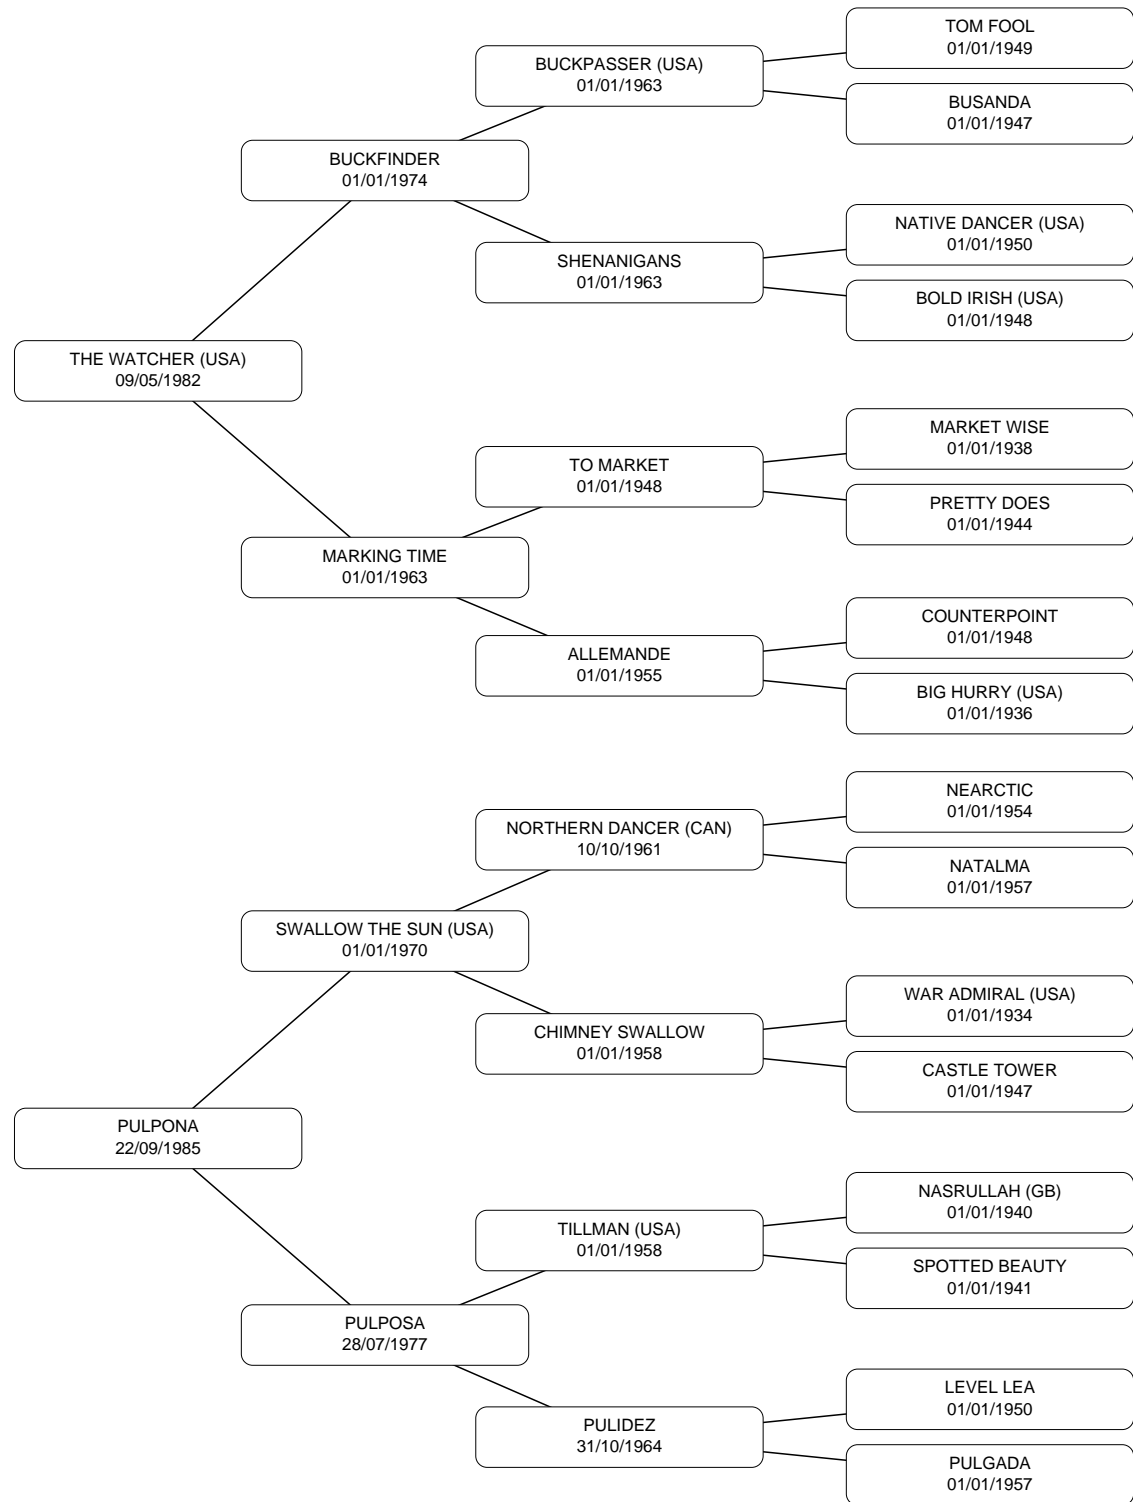 TOM FOOL
01/01/1949
BUCKPASSER (USA)
01/01/1963
BUSANDA
01/01/1947
BUCKFINDER
01/01/1974
NATIVE DANCER (USA)
01/01/1950
SHENANIGANS
01/01/1963
BOLD IRISH (USA)
01/01/1948
THE WATCHER (USA)
09/05/1982
MARKET WISE
01/01/1938
TO MARKET
01/01/1948
PRETTY DOES
01/01/1944
MARKING TIME
01/01/1963
COUNTERPOINT
01/01/1948
ALLEMANDE
01/01/1955
BIG HURRY (USA)
01/01/1936
NEARCTIC
01/01/1954
NORTHERN DANCER (CAN)
10/10/1961
NATALMA
01/01/1957
SWALLOW THE SUN (USA)
01/01/1970
WAR ADMIRAL (USA)
01/01/1934
CHIMNEY SWALLOW
01/01/1958
CASTLE TOWER
01/01/1947
PULPONA
22/09/1985
NASRULLAH (GB)
01/01/1940
TILLMAN (USA)
01/01/1958
SPOTTED BEAUTY
01/01/1941
PULPOSA
28/07/1977
LEVEL LEA
01/01/1950
PULIDEZ
31/10/1964
PULGADA
01/01/1957